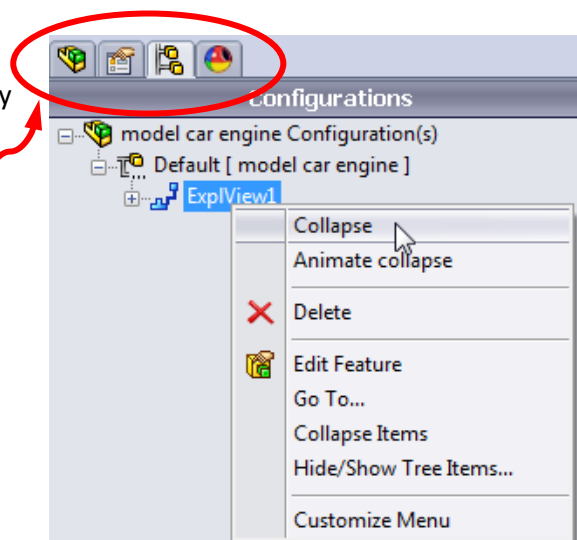 y
Configurations
model car engine Configuration(s)
Default [ model car engine ]
ExplView1
Collapse
Animate collapse
Delete
Edit Feature
Go To...
Collapse Items
Hide/Show Tree Items...
Customize Menu